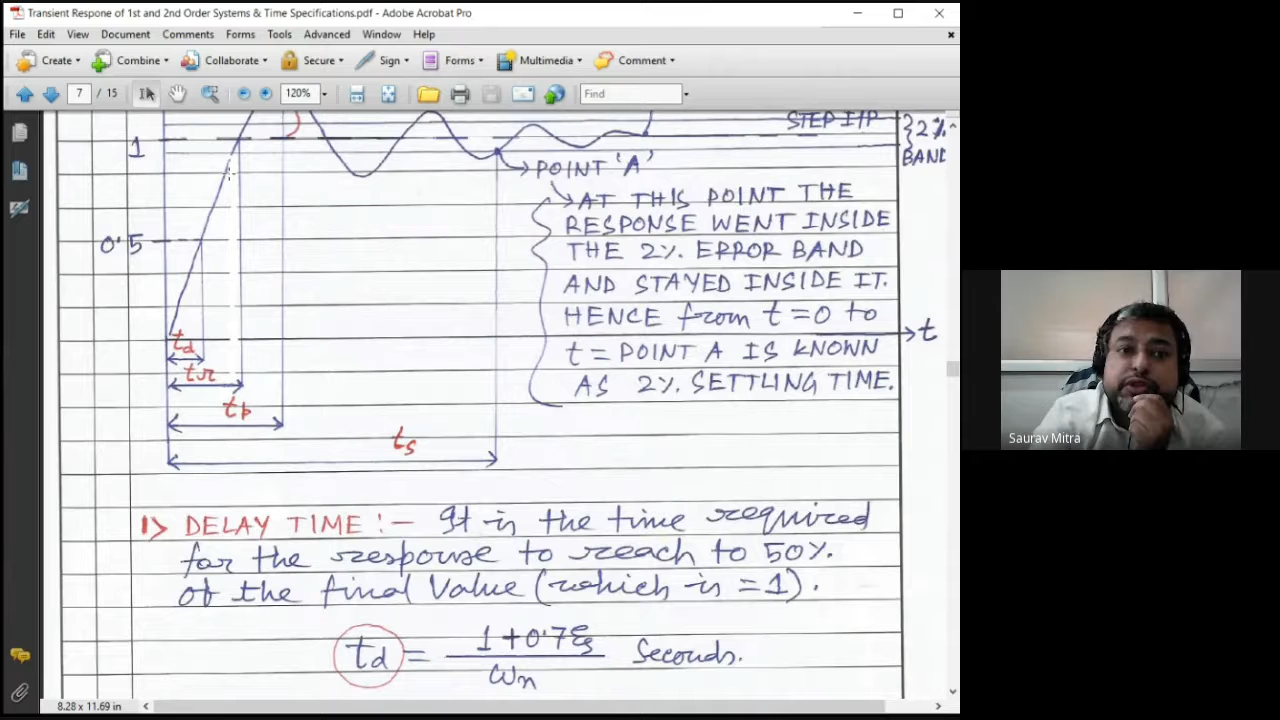 Transient Respone of 1st and 2nd Order Systems & Time Specifications.pdf - Adobe Acrobat Pro
File Edit View Document Comments Forms Tools Advanced Window Help
Create Combine Collaborate Secure Sign Forms Multimedia Comment
7 / 15 120% Find
STEP I/P
1
2%
BAND
POINT 'A'
AT THIS POINT THE
RESPONSE WENT INSIDE
0.5
THE 2% ERROR BAND
AND STAYED INSIDE IT.
HENCE from t=0 to
t
td
t = POINT A IS KNOWN
tr
AS 2% SETTLING TIME.
tp
ts
Saurav Mitra
1> DELAY TIME :- It is the time required
for the response to reach to 50%
of the final Value (which is = 1).
td = 1+0.7ξ / ωn Seconds.
8.28 x 11.69 in